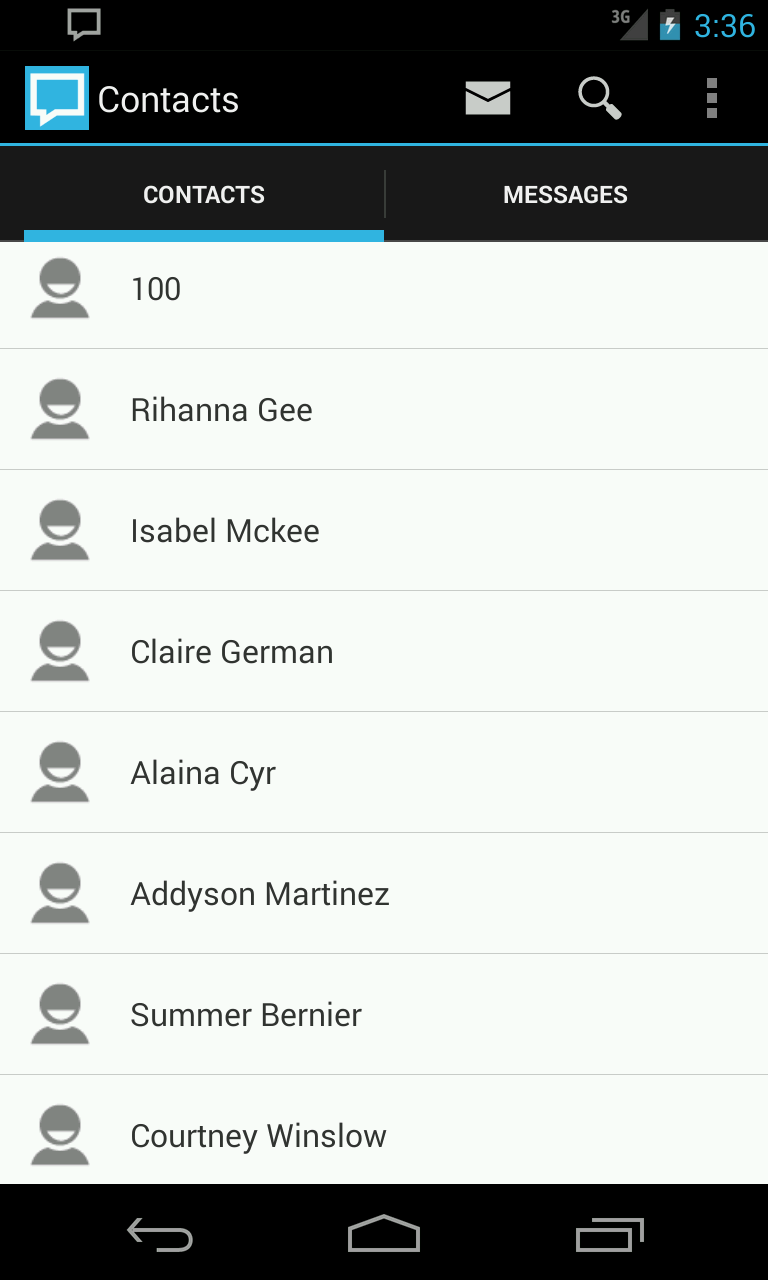 3G 3:36
Contacts
CONTACTS MESSAGES
100
Rihanna Gee
Isabel Mckee
Claire German
Alaina Cyr
Addyson Martinez
Summer Bernier
Courtney Winslow